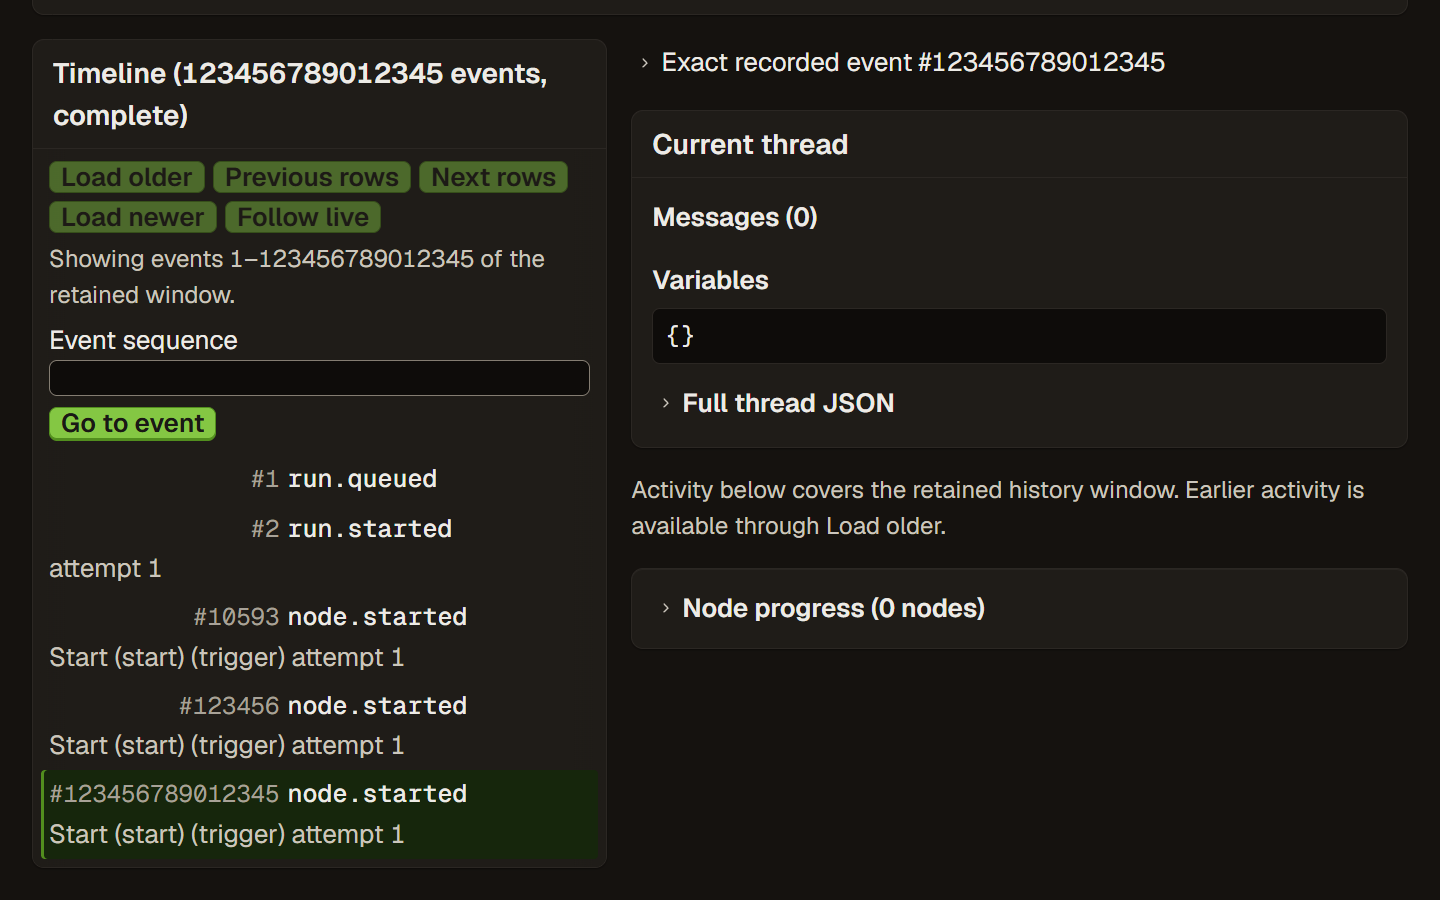 Timeline (123456789012345 events,
complete)
Load older
Previous rows
Next rows
Load newer
Follow live
Showing events 1–123456789012345 of the
retained window.
Event sequence
Go to event
#1 run.queued
#2 run.started
attempt 1
#10593 node.started
Start (start) (trigger) attempt 1
#123456 node.started
Start (start) (trigger) attempt 1
#123456789012345 node.started
Start (start) (trigger) attempt 1
Exact recorded event #123456789012345
Current thread
Messages (0)
Variables
{}
Full thread JSON
Activity below covers the retained history window. Earlier activity is
available through Load older.
Node progress (0 nodes)